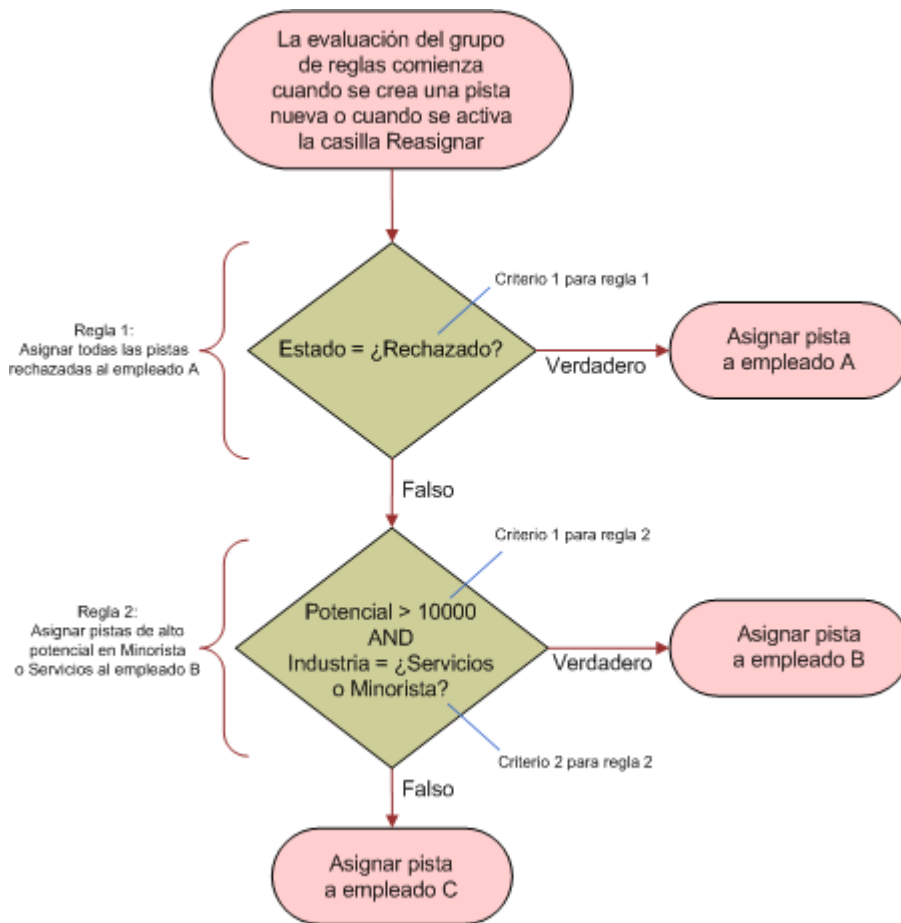 La evaluación del grupo
de reglas comienza
cuando se crea una pista
nueva o cuando se activa
la casilla Reasignar
Criterio 1 para regla 1
Regla 1:
Asignar todas las pistas
rechazadas al empleado A
Estado = ¿Rechazado?
Verdadero
Asignar pista
a empleado A
Falso
Criterio 1 para regla 2
Regla 2:
Asignar pistas de alto
potencial en Minorista
o Servicios al empleado B
Potencial > 10000
AND
Industria = ¿Servicios
o Minorista?
Verdadero
Asignar pista
a empleado B
Criterio 2 para regla 2
Falso
Asignar pista
a empleado C